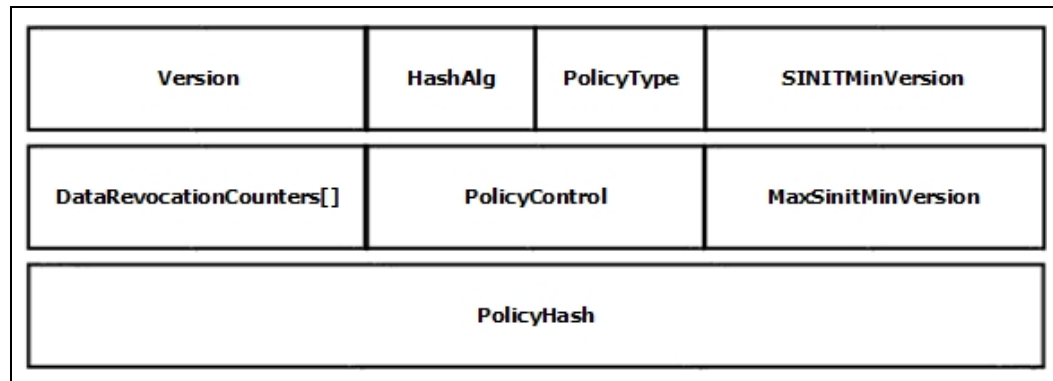 Version HashAlg PolicyType SINITMinVersion
DataRevocationCounters[] PolicyControl MaxSinitMinVersion
PolicyHash